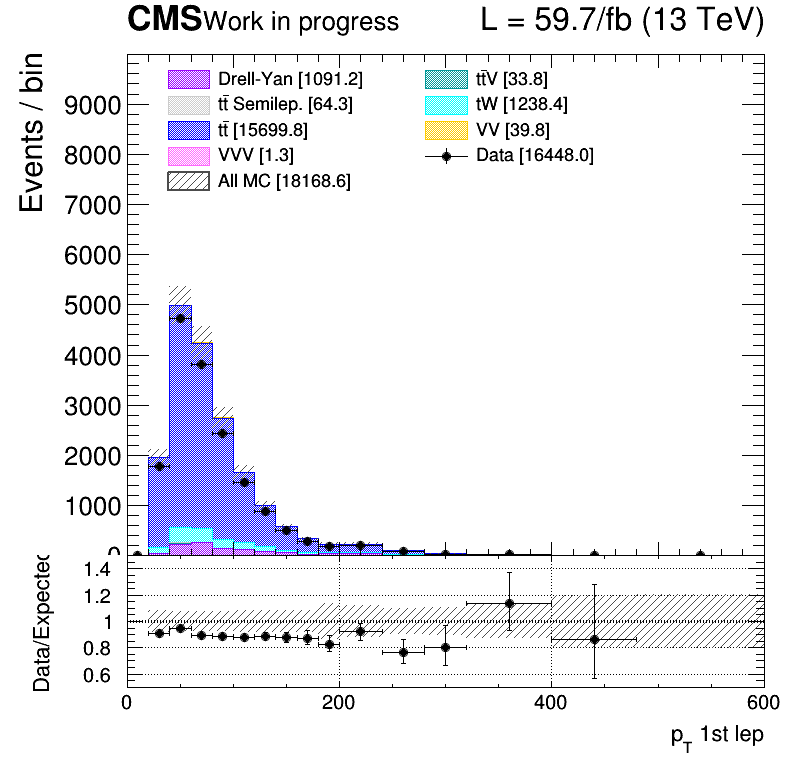 CMS Work in progress L = 59.7/fb (13 TeV)
Events / bin
Drell-Yan [1091.2]
tt̄ Semilep. [64.3]
tt̄ [15699.8]
VVV [1.3]
All MC [18168.6]
tt̄V [33.8]
tW [1238.4]
VV [39.8]
Data [16448.0]
9000
8000
7000
6000
5000
4000
3000
2000
1000
0
Data/Expected
1.4
1.2
1
0.8
0.6
0 200 400 600
p_T 1st lep